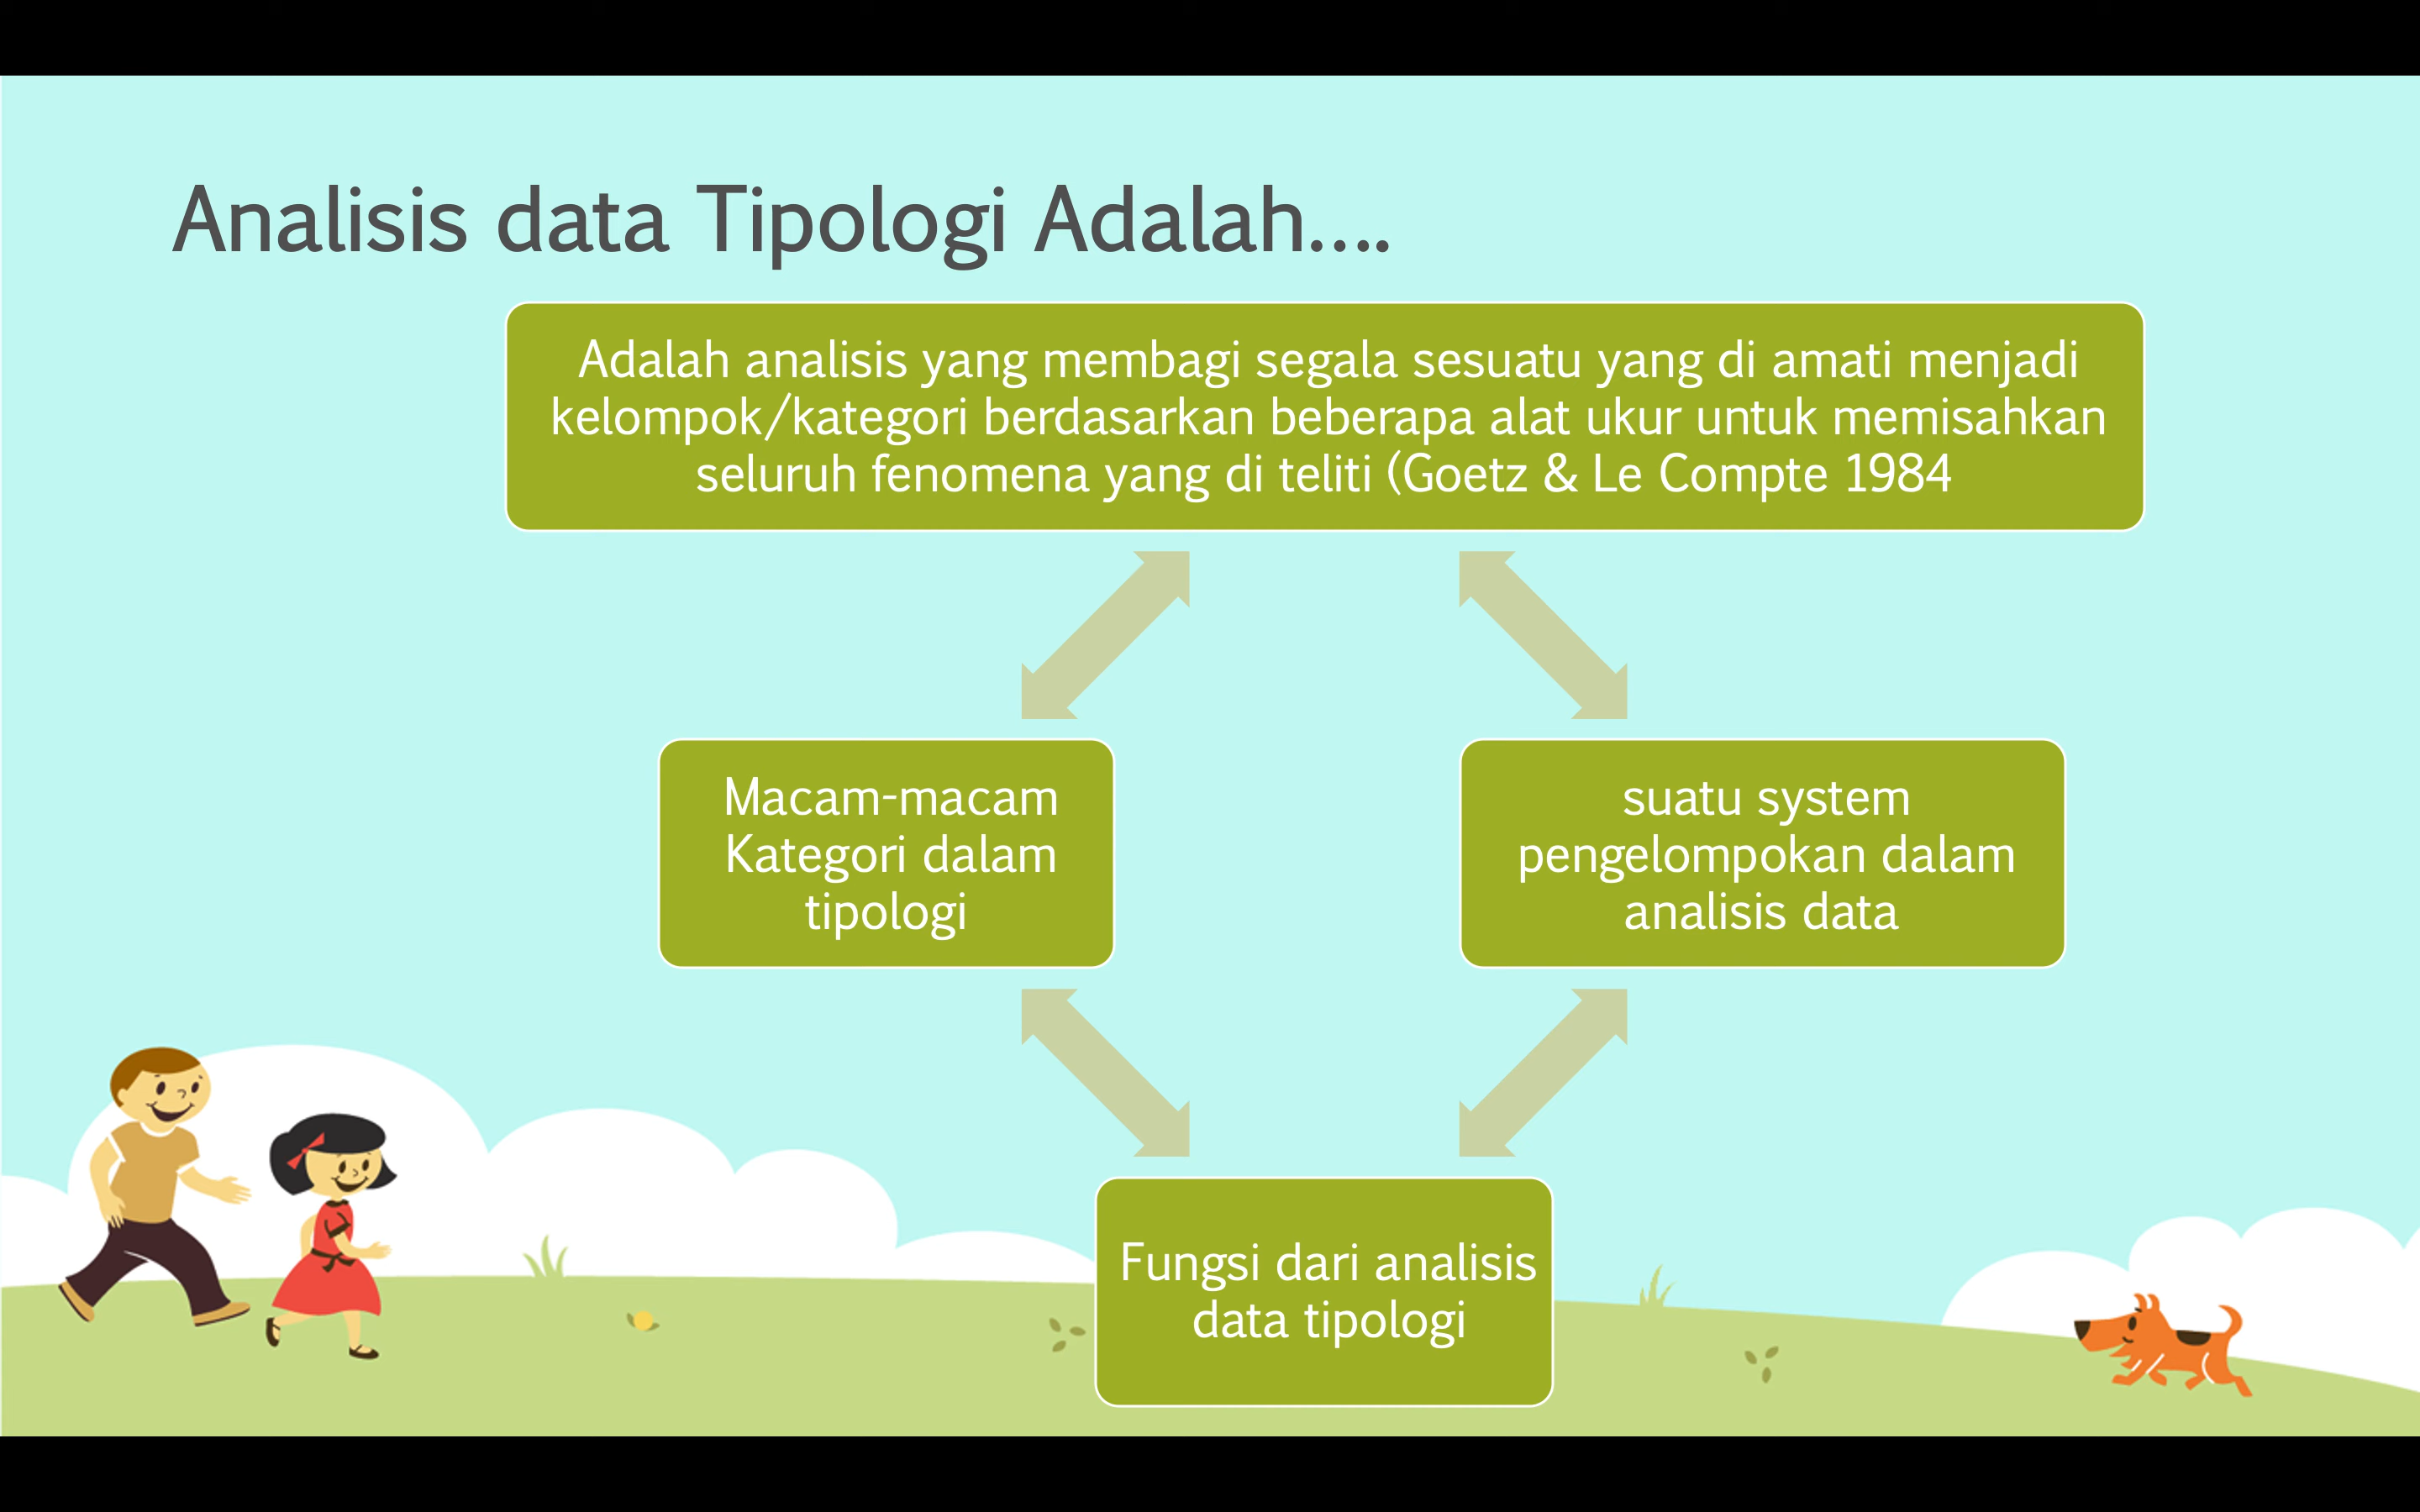 Analisis data Tipologi Adalah....
Adalah analisis yang membagi segala sesuatu yang di amati menjadi
kelompok/kategori berdasarkan beberapa alat ukur untuk memisahkan
seluruh fenomena yang di teliti (Goetz & Le Compte 1984
Macam-macam
Kategori dalam
tipologi
suatu system
pengelompokan dalam
analisis data
Fungsi dari analisis
data tipologi